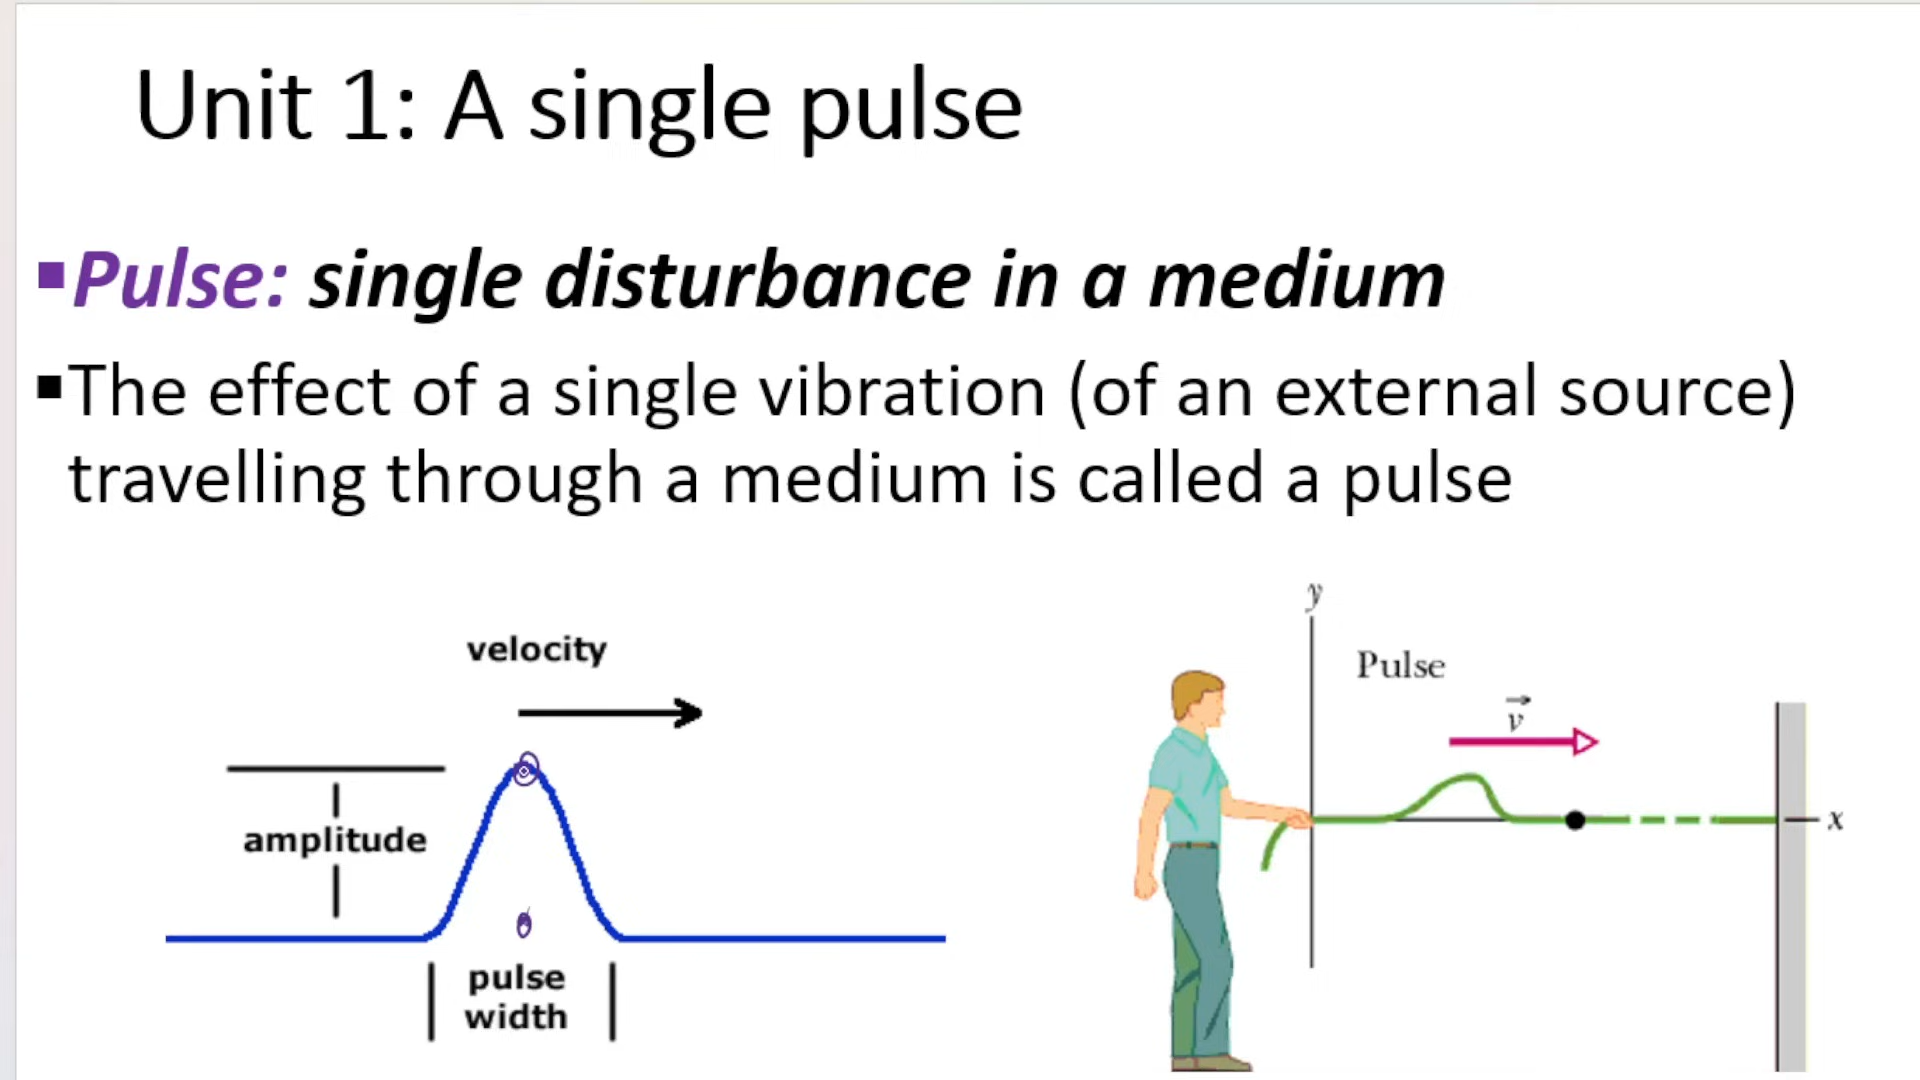 Unit 1: A single pulse
▪Pulse: single disturbance in a medium
▪The effect of a single vibration (of an external source)
travelling through a medium is called a pulse
velocity
amplitude
pulse
width
y
Pulse
v
x